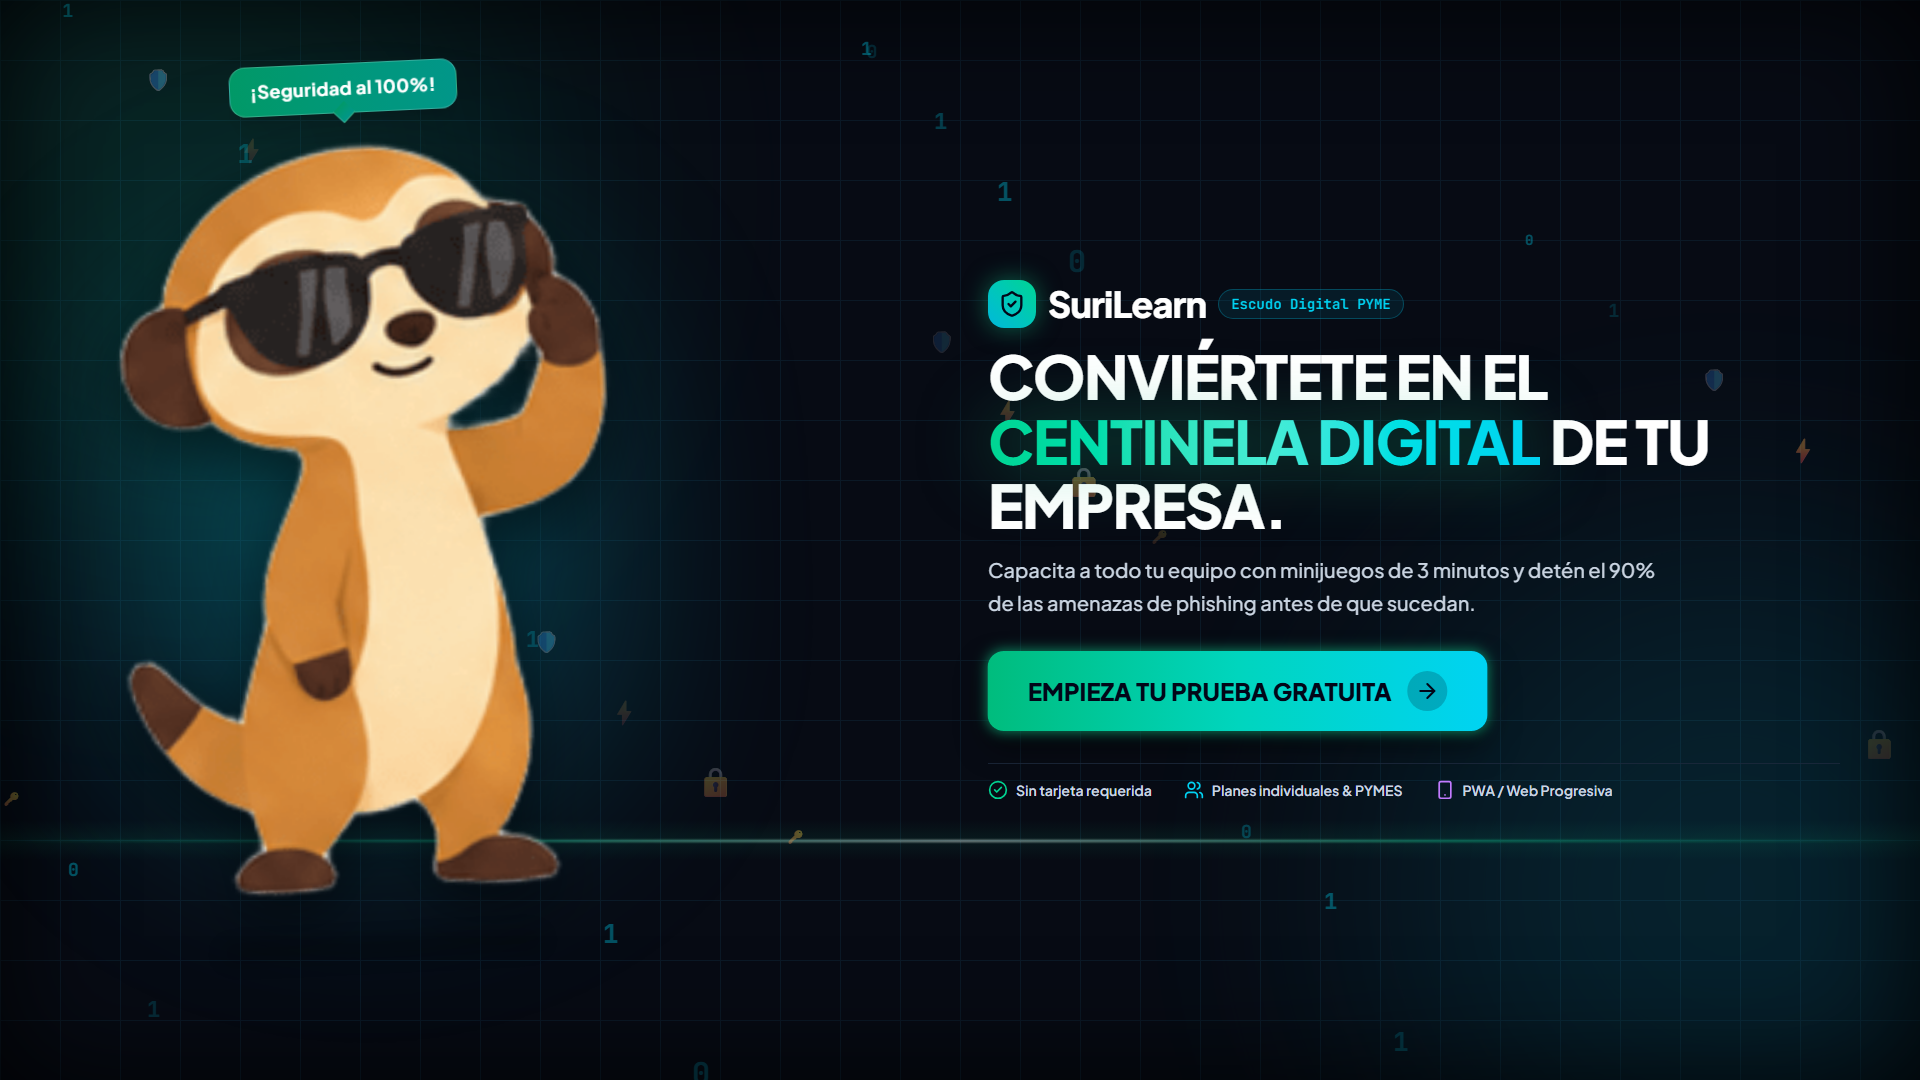 ¡Seguridad al 100%!
SuriLearn
Escudo Digital PYME
CONVIÉRTETE EN EL
CENTINELA DIGITAL DE TU
EMPRESA.
Capacita a todo tu equipo con minijuegos de 3 minutos y detén el 90%
de las amenazas de phishing antes de que sucedan.
EMPIEZA TU PRUEBA GRATUITA
Sin tarjeta requerida
Planes individuales & PYMES
PWA / Web Progresiva